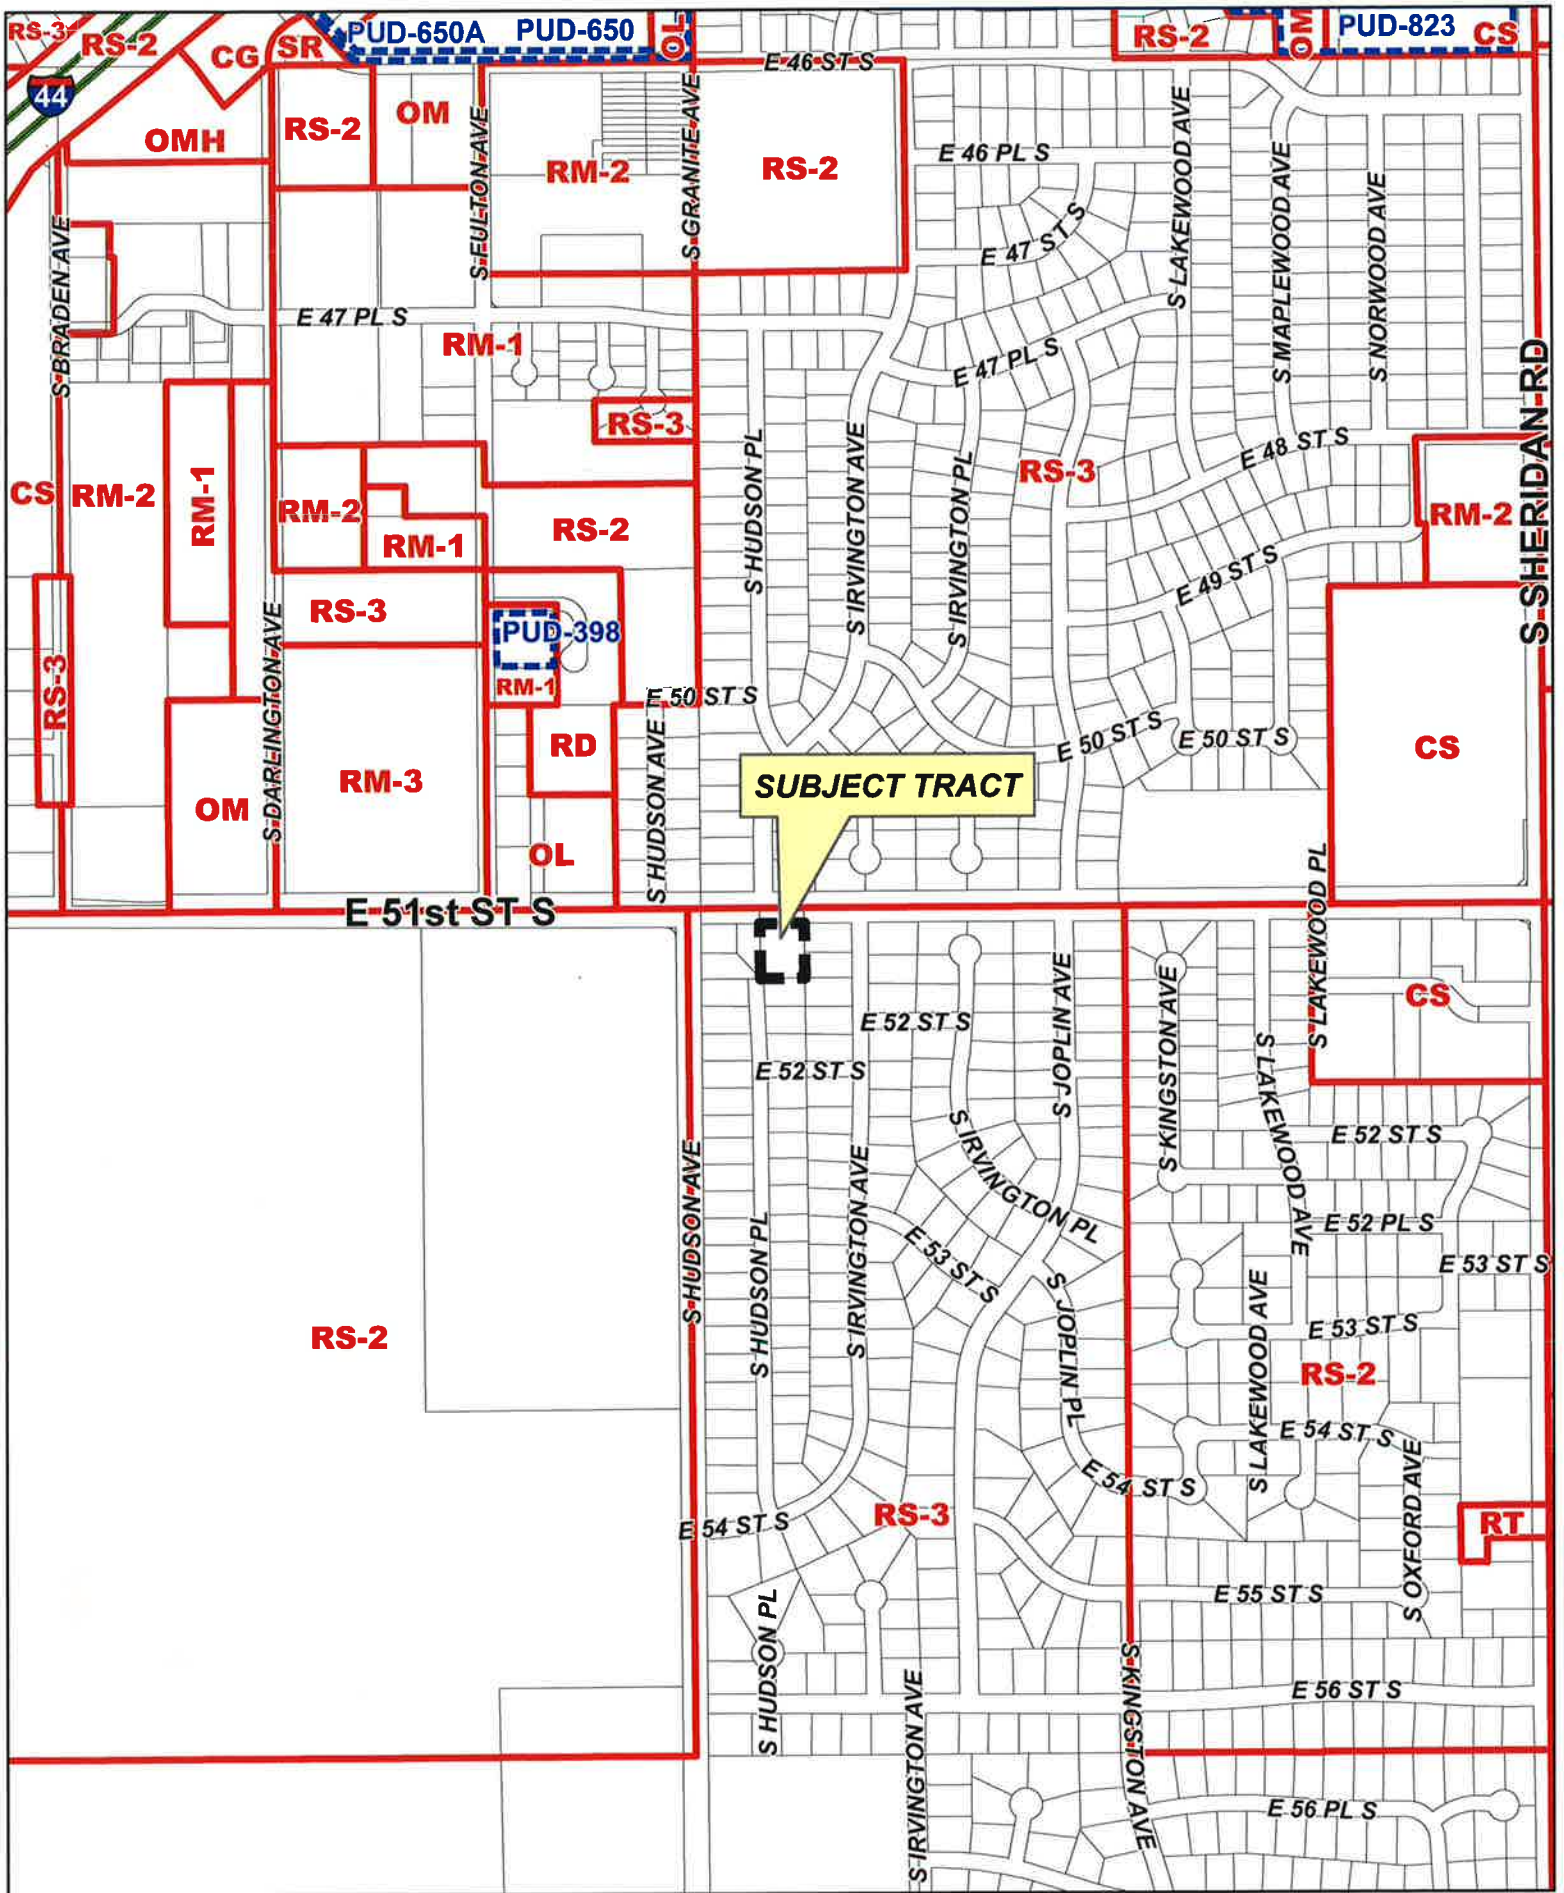 RS-3
RS-2
CG
SR
PUD-650A
PUD-650
OL
RS-2
OM
PUD-823
CS
44
E 46 ST S
OMH
RS-2
OM
S FULTON AVE
RM-2
S GRANITE AVE
RS-2
E 46 PL S
S LAKEWOOD AVE
S MAPLEWOOD AVE
S NORWOOD AVE
E 47 ST S
S BRADEN AVE
E 47 PL S
RM-1
E 47 PL S
S SHERIDAN RD
RS-3
CS
RM-2
RM-1
RM-2
RM-1
RS-2
S HUDSON PL
S IRVINGTON AVE
S IRVINGTON PL
RS-3
E 48 ST S
RM-2
E 49 ST S
RS-3
S DARLINGTON AVE
RS-3
PUD-398
RM-1
E 50 ST S
OM
RM-3
RD
OL
S HUDSON AVE
E 50 ST S
E 50 ST S
CS
SUBJECT TRACT
S LAKEWOOD PL
E 51st ST S
E 52 ST S
S JOPLIN AVE
S KINGSTON AVE
CS
E 52 ST S
S LAKEWOOD AVE
S IRVINGTON PL
E 52 ST S
S HUDSON AVE
S HUDSON PL
S IRVINGTON AVE
E 53 ST S
E 52 PL S
E 53 ST S
RS-2
S JOPLIN PL
S LAKEWOOD AVE
E 53 ST S
RS-2
E 54 ST S
E 54 ST S
S OXFORD AVE
E 54 ST S
RS-3
RT
S HUDSON PL
E 55 ST S
S IRVINGTON AVE
S KINGSTON AVE
E 56 ST S
E 56 PL S